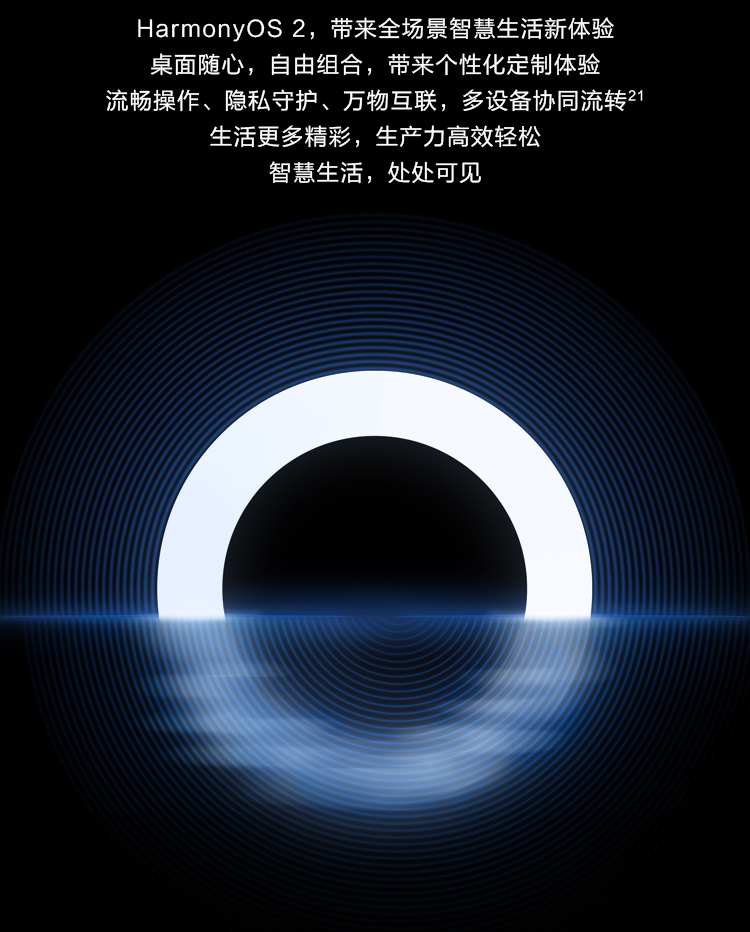 HarmonyOS 2，带来全场景智慧生活新体验
桌面随心，自由组合，带来个性化定制体验
流畅操作、隐私守护、万物互联，多设备协同流转21
生活更多精彩，生产力高效轻松
智慧生活，处处可见